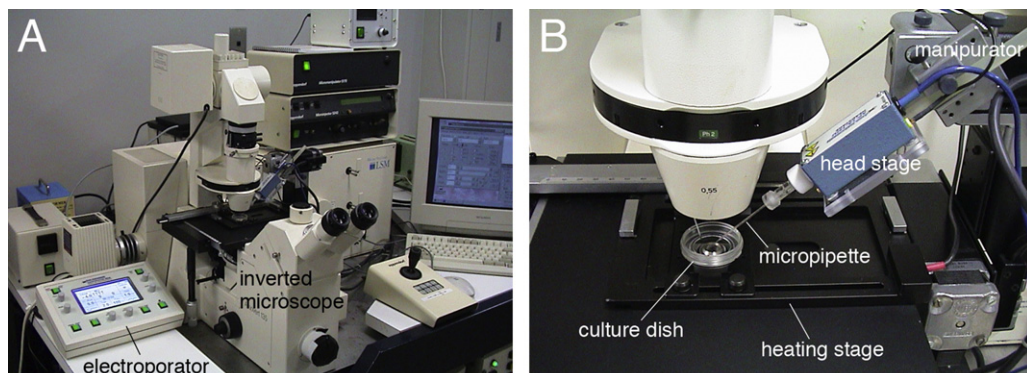 A
LSM
inverted
microscope
electroporator
B
manipurator
Ph 2
head stage
0,55
micropipette
culture dish
heating stage